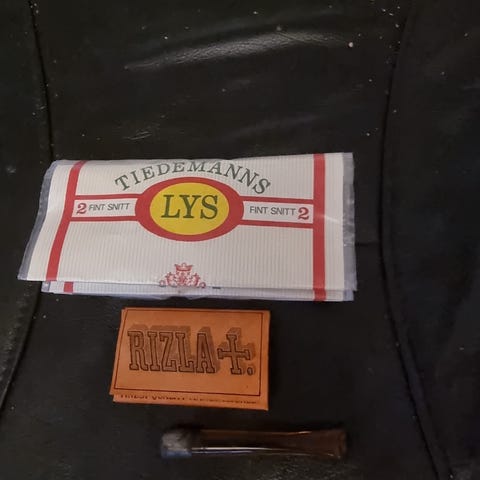 TIEDEMANNS
2 FINT SNITT LYS FINT SNITT 2
RIZLA+.